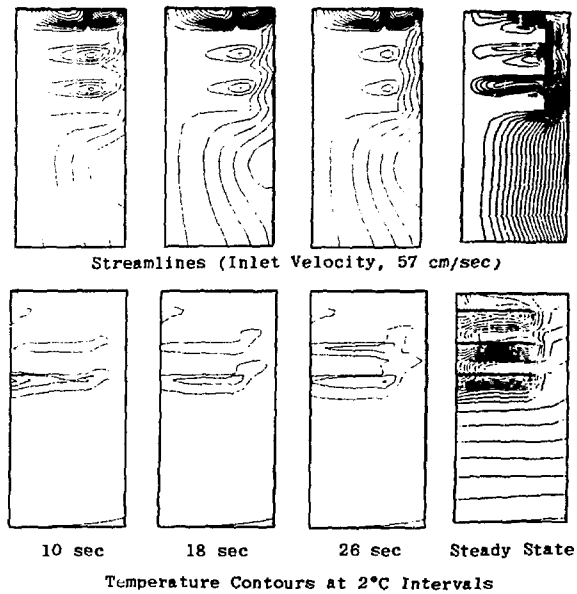 Streamlines (Inlet Velocity, 57 cm/sec)
10 sec 18 sec 26 sec Steady State
Temperature Contours at 2°C Intervals